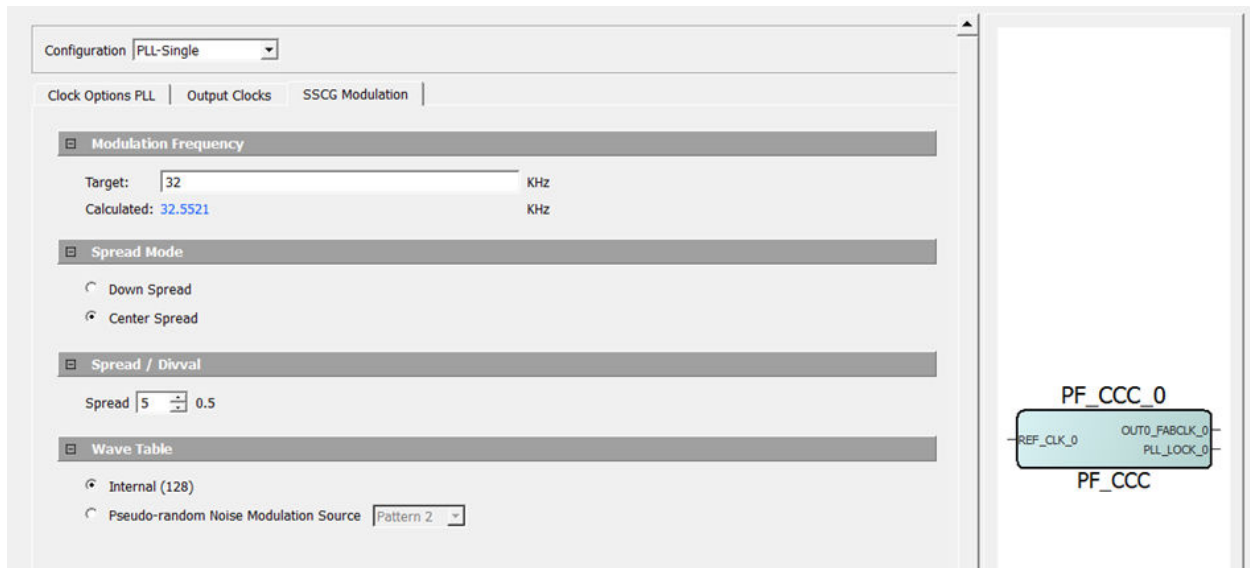 Configuration PLL-Single
Clock Options PLL Output Clocks SSCG Modulation
Modulation Frequency
Target: 32 KHz
Calculated: 32.5521 KHz
Spread Mode
Down Spread
Center Spread
Spread / Divval
Spread 5 0.5
Wave Table
Internal (128)
Pseudo-random Noise Modulation Source Pattern 2
PF_CCC_0
REF_CLK_0
OUT0_FABCLK_0
PLL_LOCK_0
PF_CCC